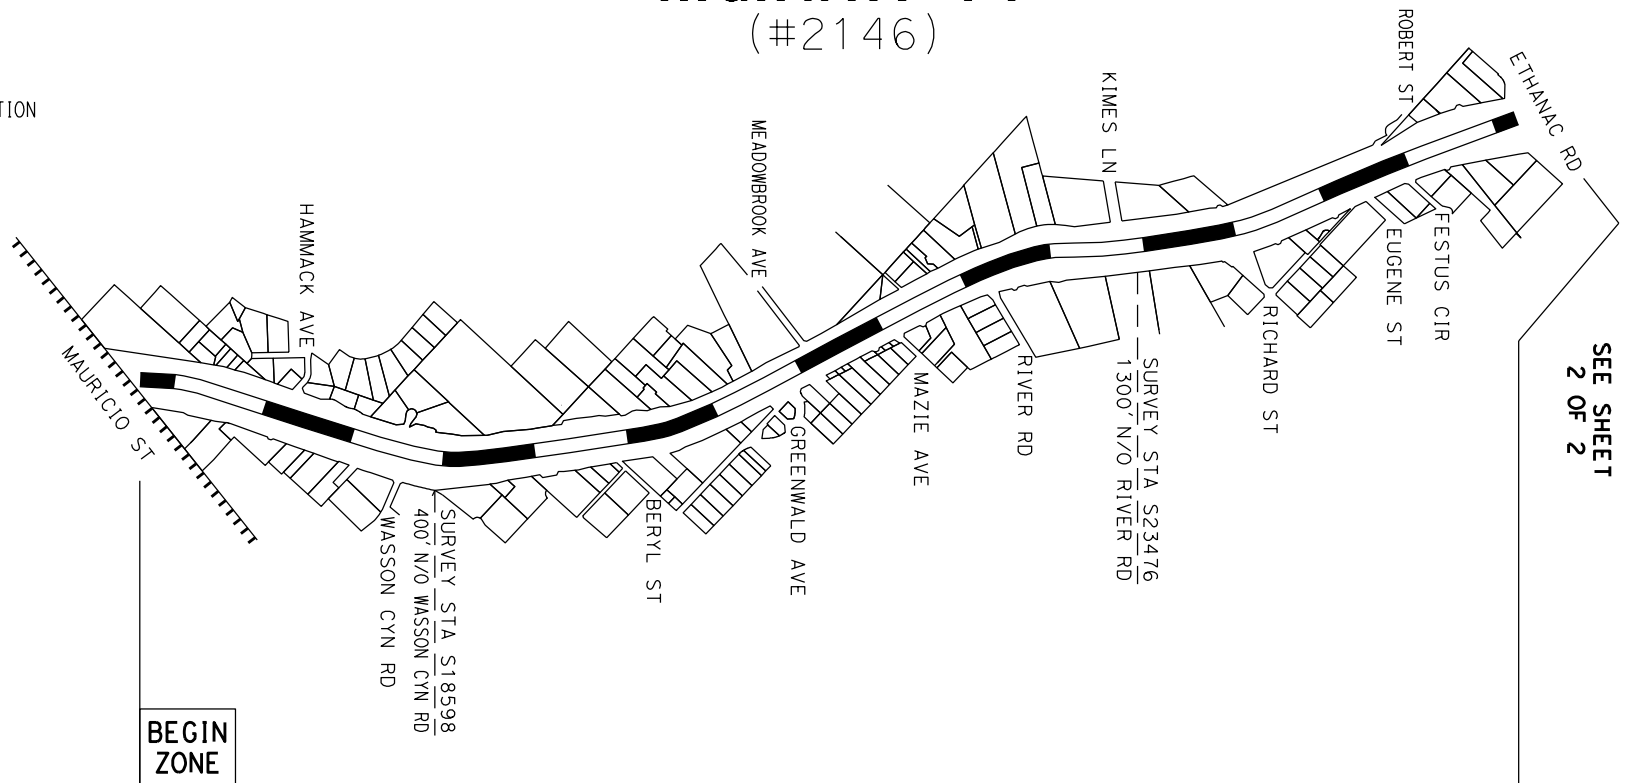 (#2146)
TION
ROBERT ST
ETHANAC RD
KIMES LN
MEADOWBROOK AVE
HAMMACK AVE
MAURICIO ST
FESTUS CIR
EUGENE ST
RICHARD ST
SURVEY STA S23476
1300' N/O RIVER RD
RIVER RD
MAZIE AVE
GREENWALD AVE
BERYL ST
SURVEY STA S18598
400' N/O WASSON CYN RD
WASSON CYN RD
SEE SHEET
2 OF 2
BEGIN
ZONE